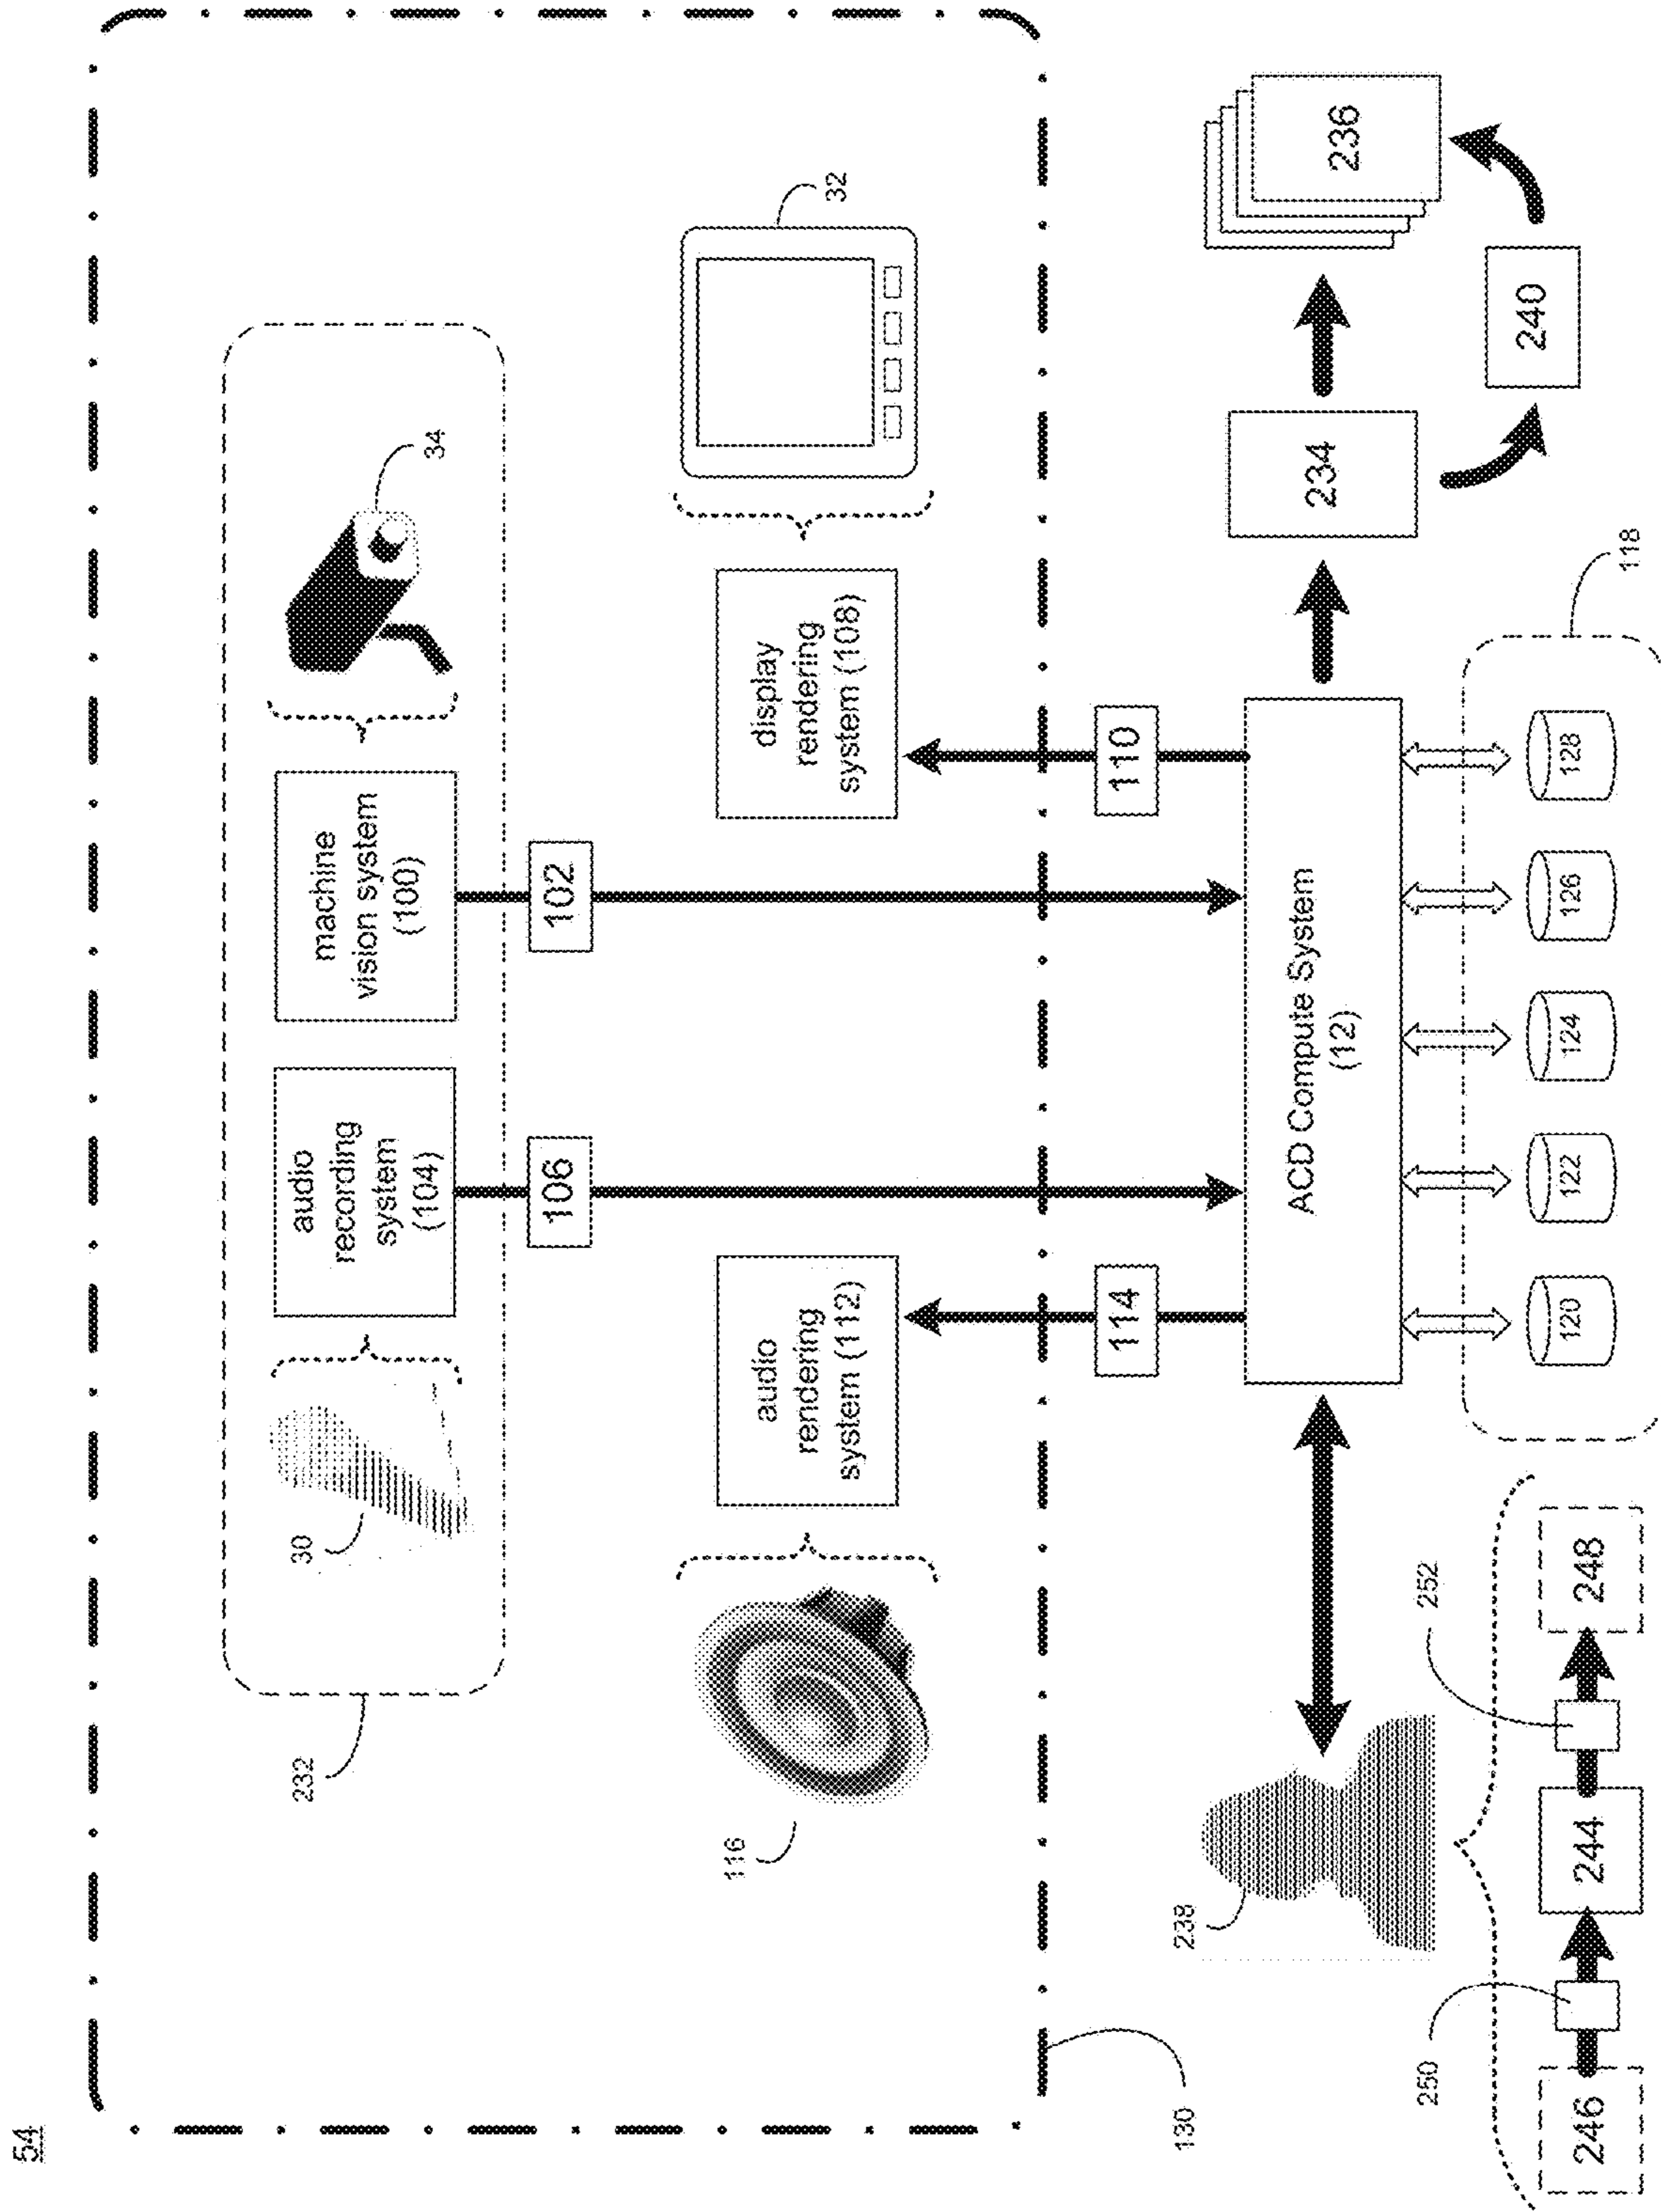 54
232
30
audio
recording
system
(104)
machine
vision system
(100)
34
106
102
116
audio
rendering
system (112)
display
rendering
system (108)
32
130
114
110
238
ACD Compute System
(12)
234
236
240
118
120
122
124
126
128
250
252
246
244
248